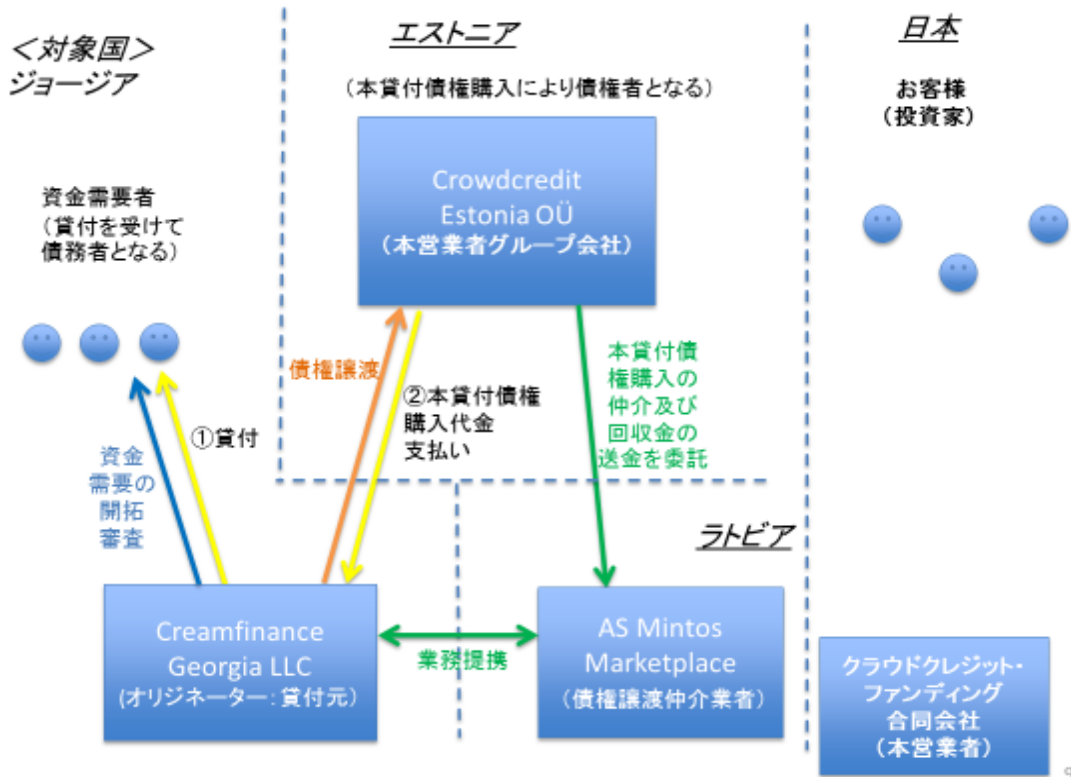 <対象国>
ジョージア
資金需要者
(貸付を受けて
債務者となる)
①貸付
資金
需要の
開拓
審査
Creamfinance
Georgia LLC
(オリジネーター：貸付元)
エストニア
(本貸付債権購入により債権者となる)
Crowdcredit
Estonia OÜ
(本営業者グループ会社)
債権譲渡
②本貸付債権
購入代金
支払い
本貸付債
権購入の
仲介及び
回収金の
送金を委託
業務提携
ラトビア
AS Mintos
Marketplace
(債権譲渡仲介業者)
日本
お客様
(投資家)
クラウドクレジット・
ファンディング
合同会社
(本営業者)